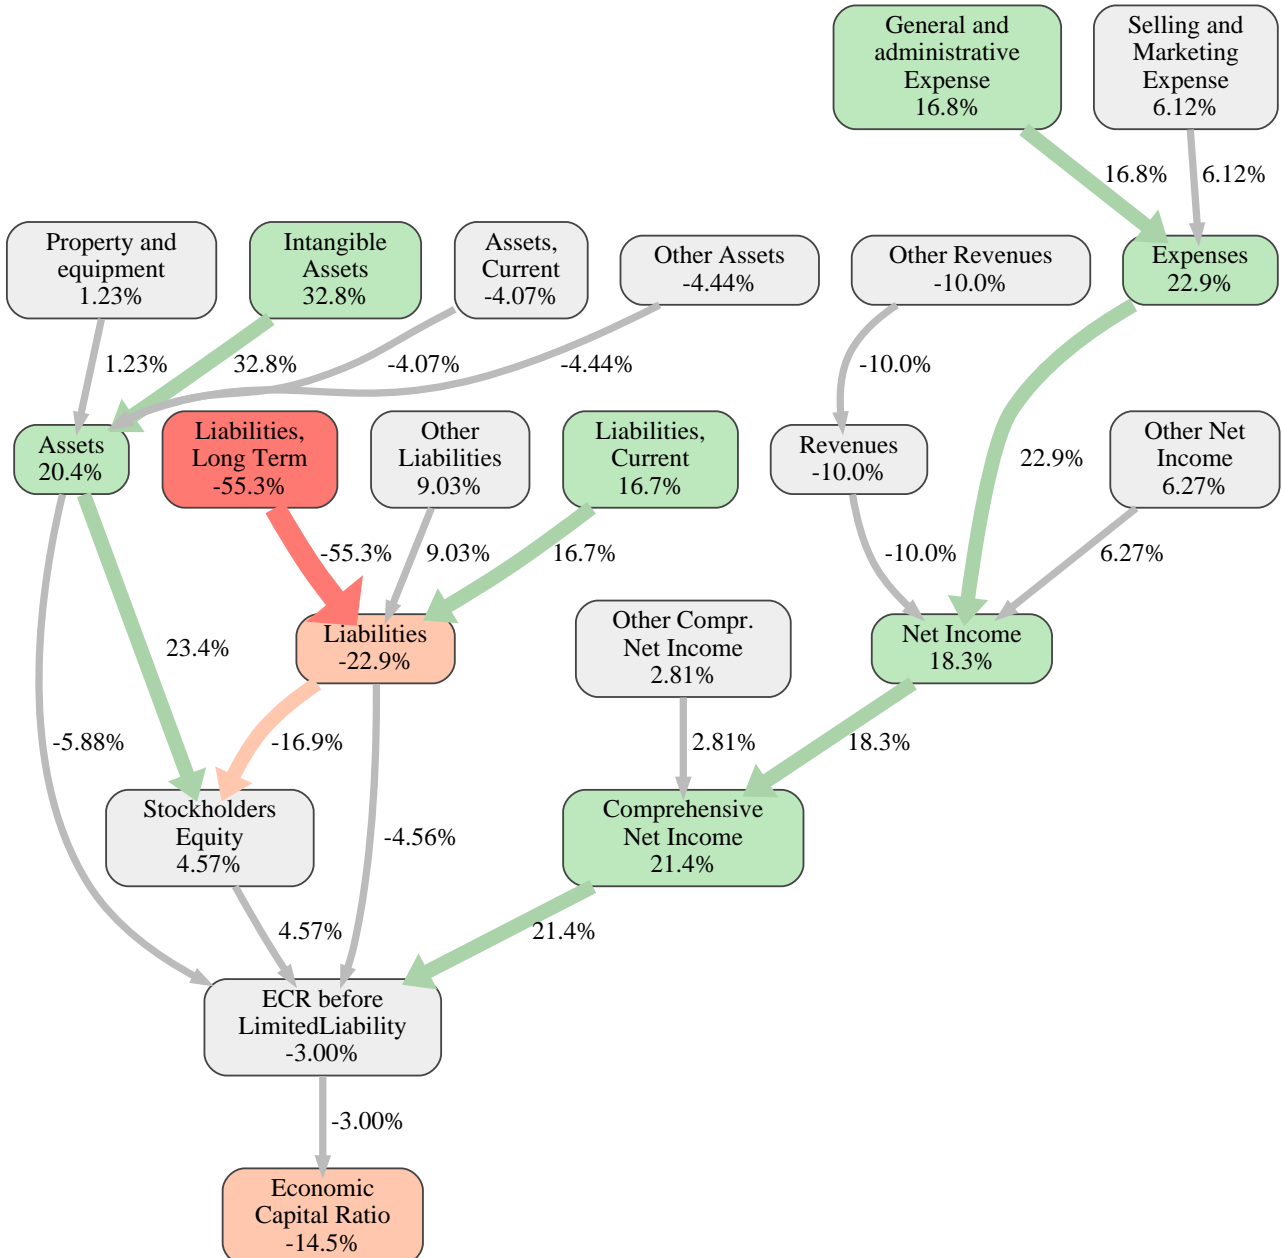 General and
administrative
Expense
16.8%
Selling and
Marketing
Expense
6.12%
16.8%
6.12%
Property and
equipment
1.23%
Intangible
Assets
32.8%
Assets,
Current
-4.07%
Other Assets
-4.44%
Other Revenues
-10.0%
Expenses
22.9%
1.23%
32.8%
-4.07%
-4.44%
-10.0%
22.9%
Assets
20.4%
Liabilities,
Long Term
-55.3%
Other
Liabilities
9.03%
Liabilities,
Current
16.7%
Revenues
-10.0%
Other Net
Income
6.27%
-55.3%
9.03%
16.7%
-10.0%
6.27%
23.4%
Liabilities
-22.9%
Other Compr.
Net Income
2.81%
Net Income
18.3%
-5.88%
-16.9%
2.81%
18.3%
Stockholders
Equity
4.57%
-4.56%
Comprehensive
Net Income
21.4%
4.57%
21.4%
ECR before
LimitedLiability
-3.00%
-3.00%
Economic
Capital Ratio
-14.5%